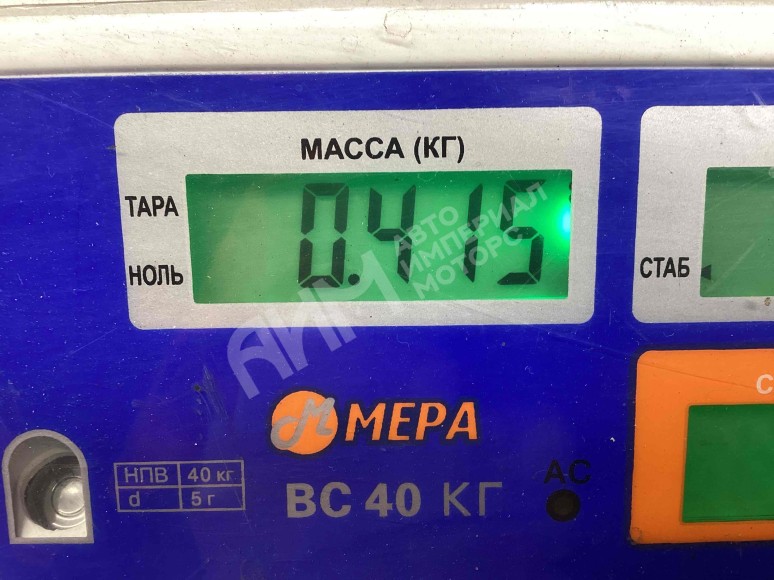 МАССА (КГ)
ТАРА
0.415
НОЛЬ
СТАБ
АИМ АВТО ИМПЕРИАЛ МОТОРС
МЕРА
НПВ 40 кг
d 5 г
ВС 40 КГ
AC